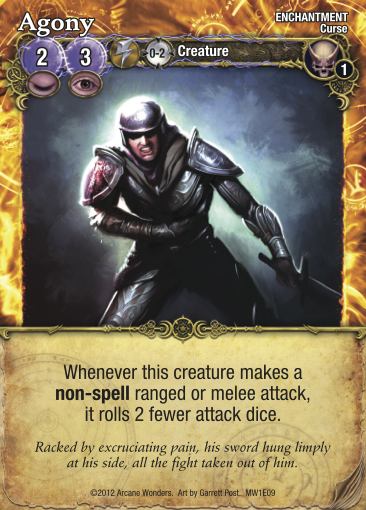 Agony
ENCHANTMENT
Curse
2 3 0-2 Creature
1
Whenever this creature makes a
non-spell ranged or melee attack,
it rolls 2 fewer attack dice.
Racked by excruciating pain, his sword hung limply
at his side, all the fight taken out of him.
©2012 Arcane Wonders. Art by Garrett Post. MW1E09